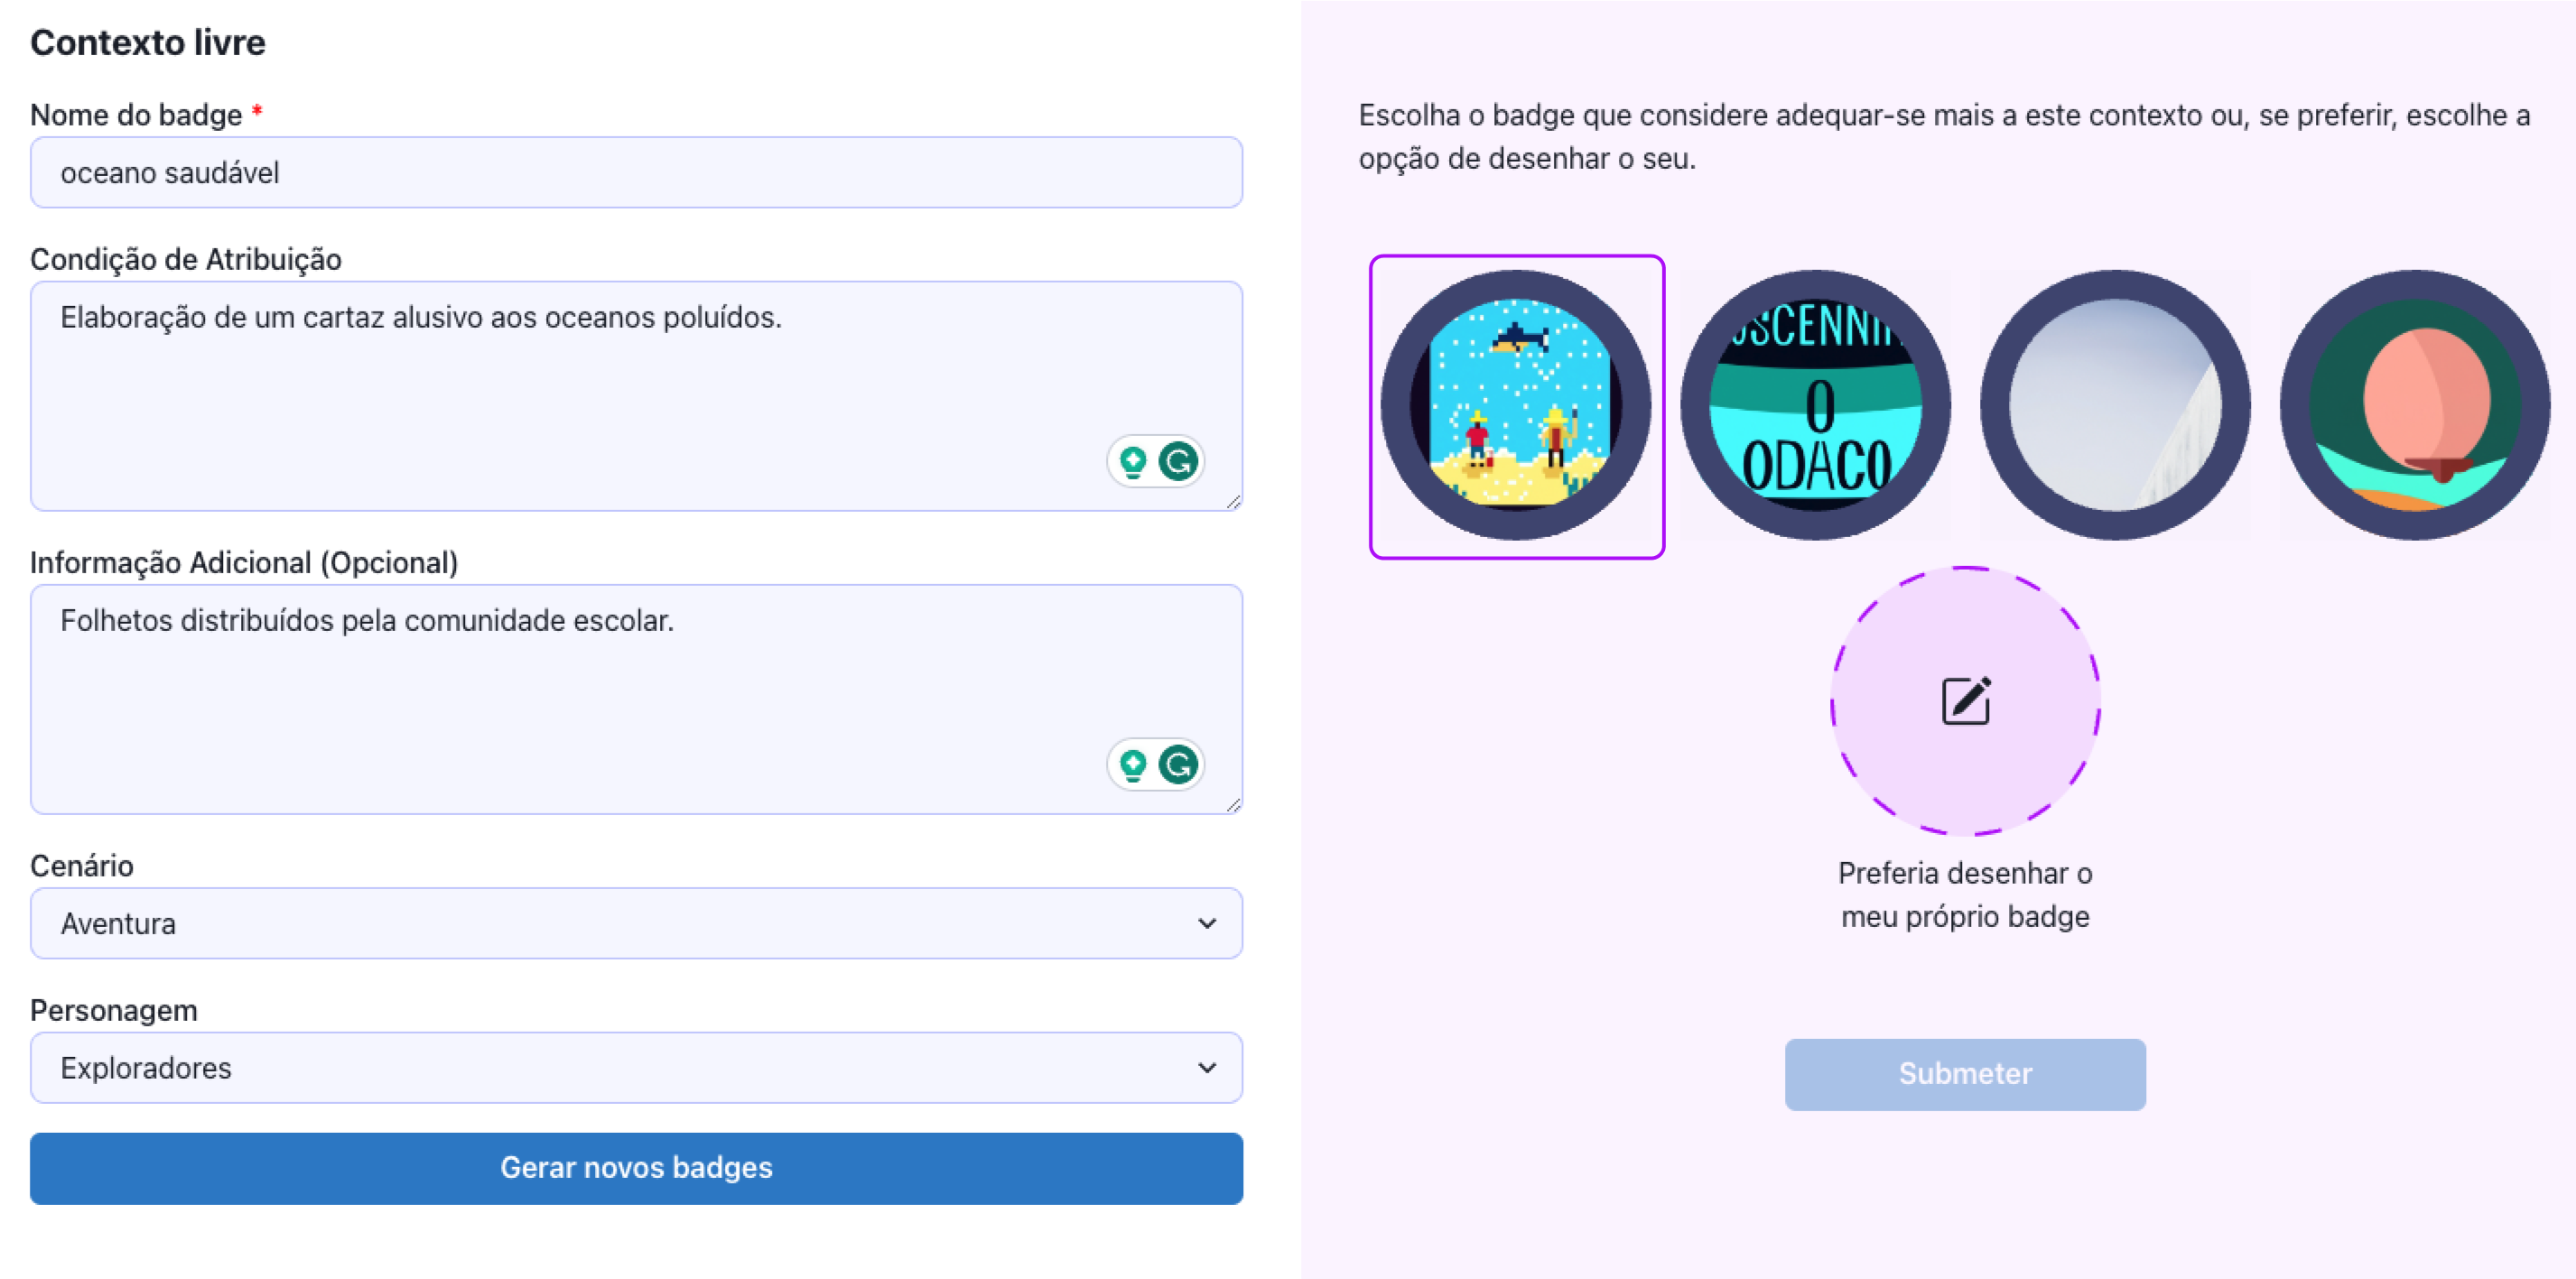 Contexto livre
Nome do badge *
oceano saudável
Condição de Atribuição
Elaboração de um cartaz alusivo aos oceanos poluídos.
Informação Adicional (Opcional)
Folhetos distribuídos pela comunidade escolar.
Cenário
Aventura
Personagem
Exploradores
Gerar novos badges
Escolha o badge que considere adequar-se mais a este contexto ou, se preferir, escolhe a
opção de desenhar o seu.
O
ODACO
Preferia desenhar o
meu próprio badge
Submeter